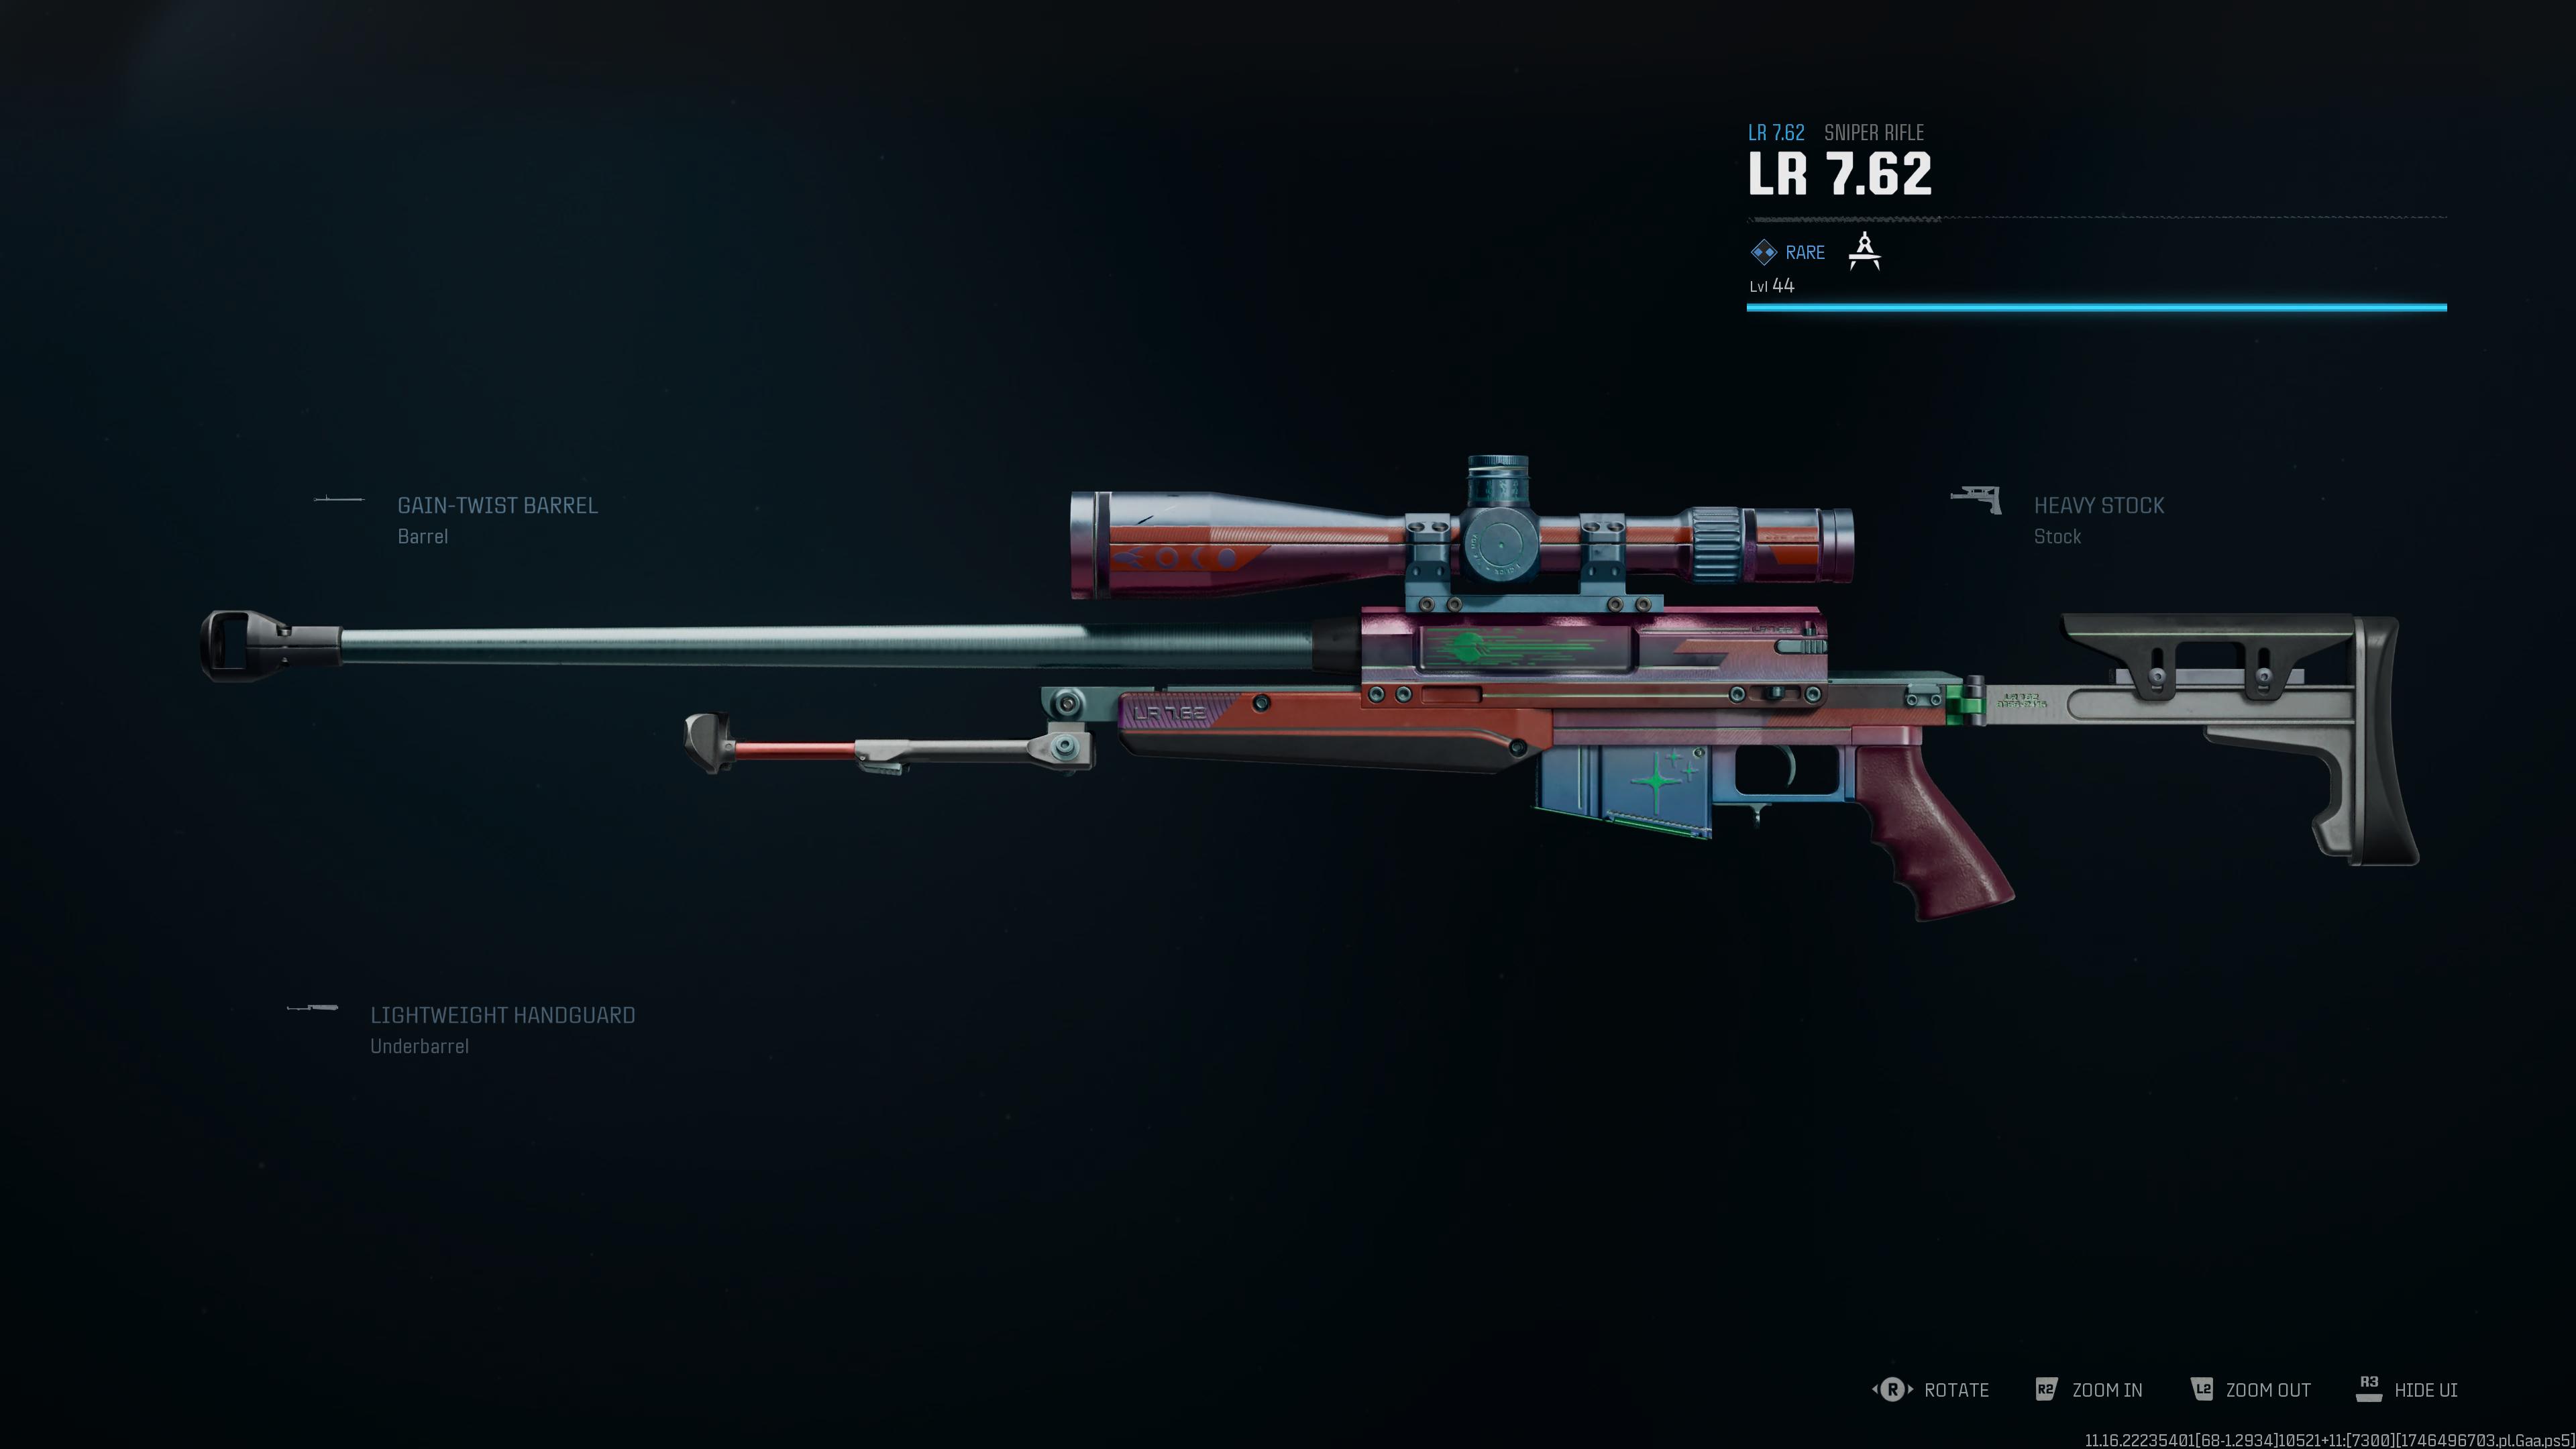 LR 7.62 SNIPER RIFLE
LR 7.62
RARE
Lvl 44
GAIN-TWIST BARREL
Barrel
HEAVY STOCK
Stock
LR 7.62
LIGHTWEIGHT HANDGUARD
Underbarrel
R ROTATE R2 ZOOM IN L2 ZOOM OUT R3 HIDE UI
11.16.22235401[68-1.2934]10521+11:[7300][1746496703.pl.Gaa.ps5]